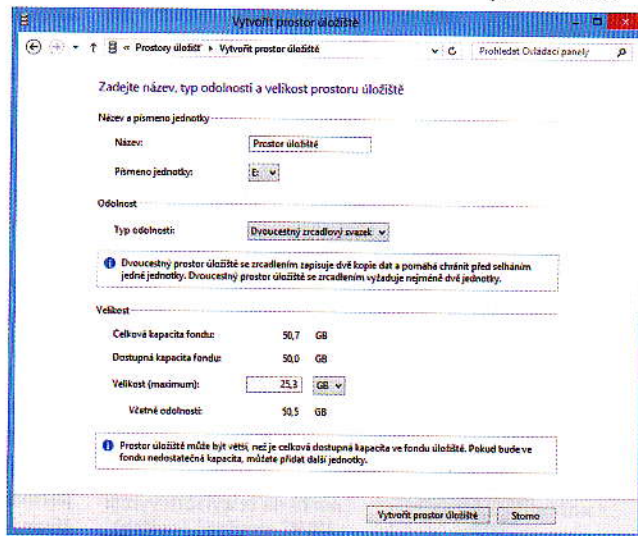 Vytvořit prostor úložiště
« Prostory úložišť ▸ Vytvořit prostor úložiště
Prohledat Ovládací panely
Zadejte název, typ odolnosti a velikost prostoru úložiště
Název a písmeno jednotky
Název:
Prostor úložiště
Písmeno jednotky:
E:
Odolnost
Typ odolnosti:
Dvoucestný zrcadlový svazek
Dvoucestný prostor úložiště se zrcadlením zapisuje dvě kopie dat a pomáhá chránit před selháním
jedné jednotky. Dvoucestný prostor úložiště se zrcadlením vyžaduje nejméně dvě jednotky.
Velikost
Celková kapacita fondu:
50,7 GB
Dostupná kapacita fondu:
50,0 GB
Velikost (maximum):
25,3 GB
Včetně odolnosti:
50,5 GB
Prostor úložiště může být větší, než je celková dostupná kapacita ve fondu úložiště. Pokud bude ve
fondu nedostatečná kapacita, můžete přidat další jednotky.
Vytvořit prostor úložiště
Storno